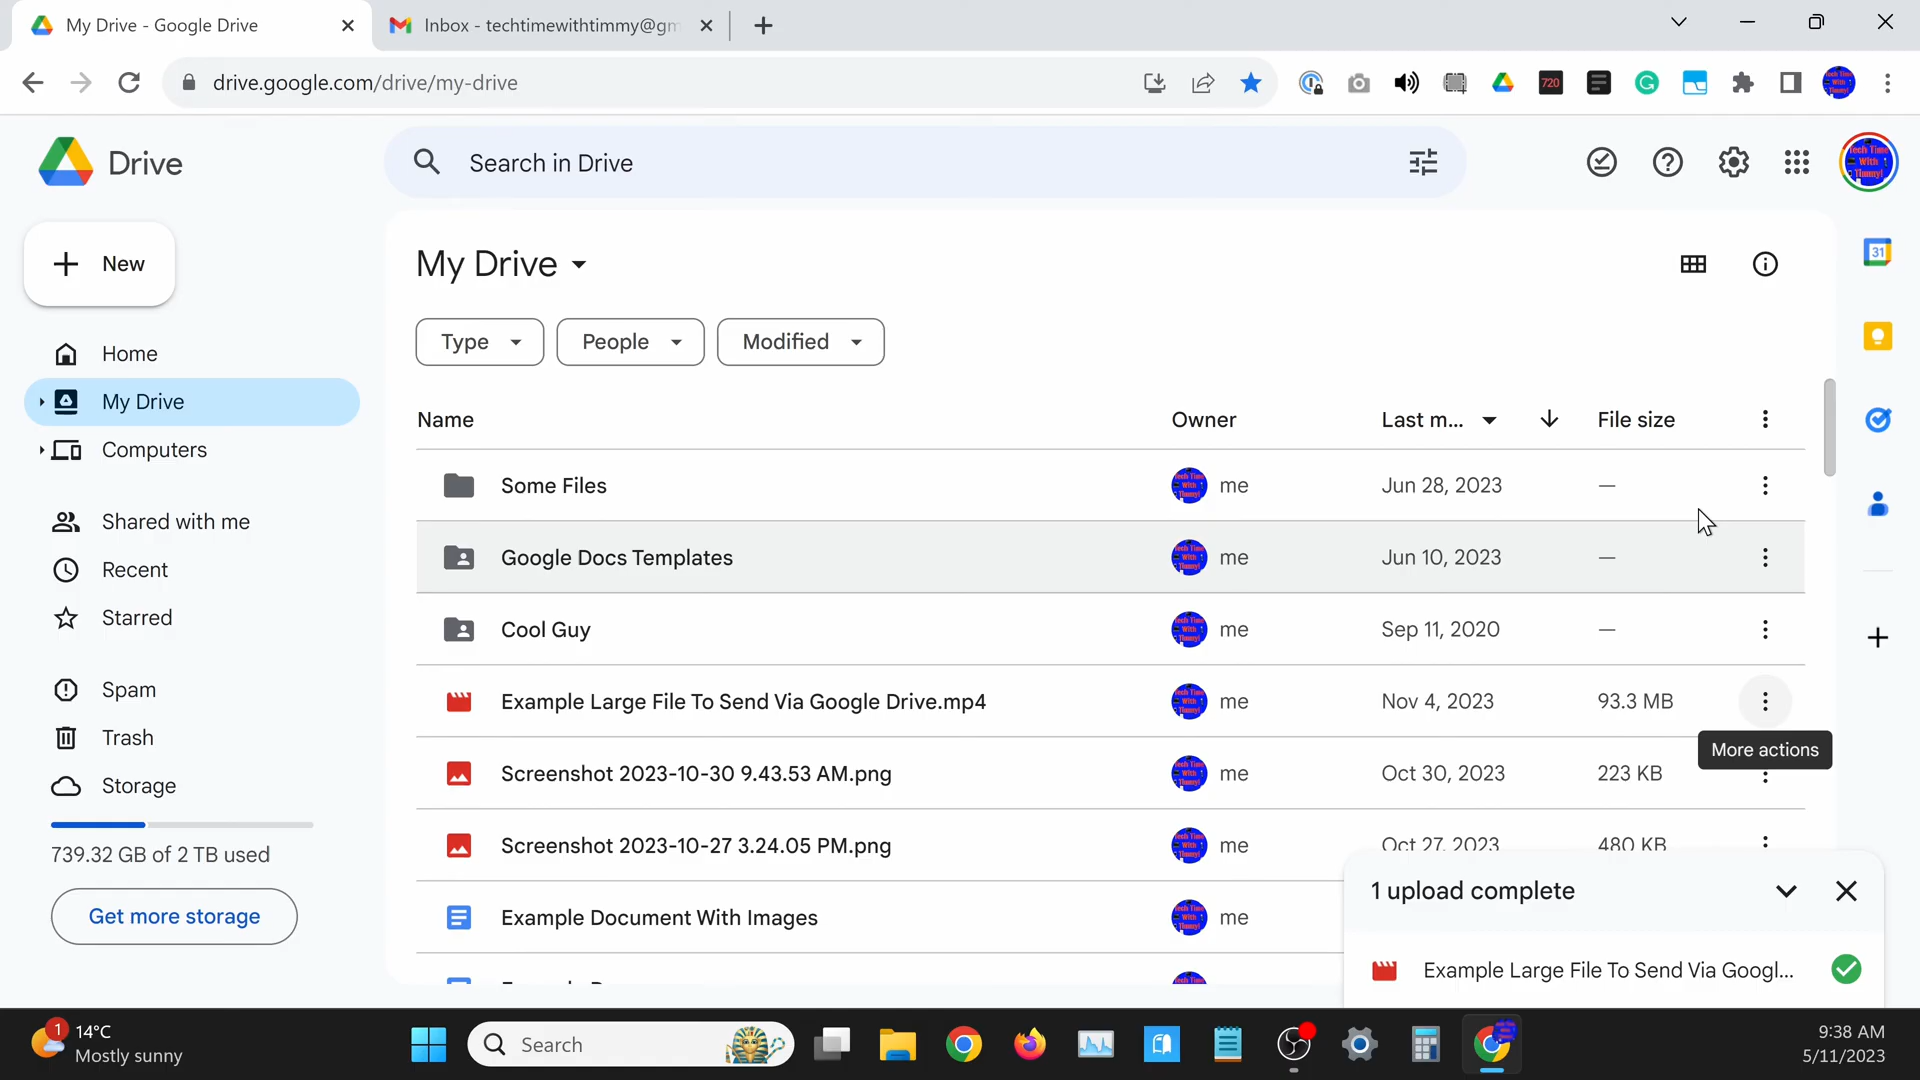 My Drive - Google Drive
Inbox - techtimewithtimmy@gm
drive.google.com/drive/my-drive
720
Drive
Search in Drive
Tech Time With Timmy!
New
My Drive
31
Type
People
Modified
Home
My Drive
Computers
Shared with me
Recent
Starred
Spam
Trash
Storage
739.32 GB of 2 TB used
Get more storage
Name Owner Last m... File size
Some Files me Jun 28, 2023 —
Google Docs Templates me Jun 10, 2023 —
Cool Guy me Sep 11, 2020 —
Example Large File To Send Via Google Drive.mp4 me Nov 4, 2023 93.3 MB
More actions
Screenshot 2023-10-30 9.43.53 AM.png me Oct 30, 2023 223 KB
Screenshot 2023-10-27 3.24.05 PM.png me Oct 27, 2023 480 KB
Example Document With Images me
1 upload complete
Example Large File To Send Via Googl...
1
14°C
Mostly sunny
Search
9:38 AM
5/11/2023